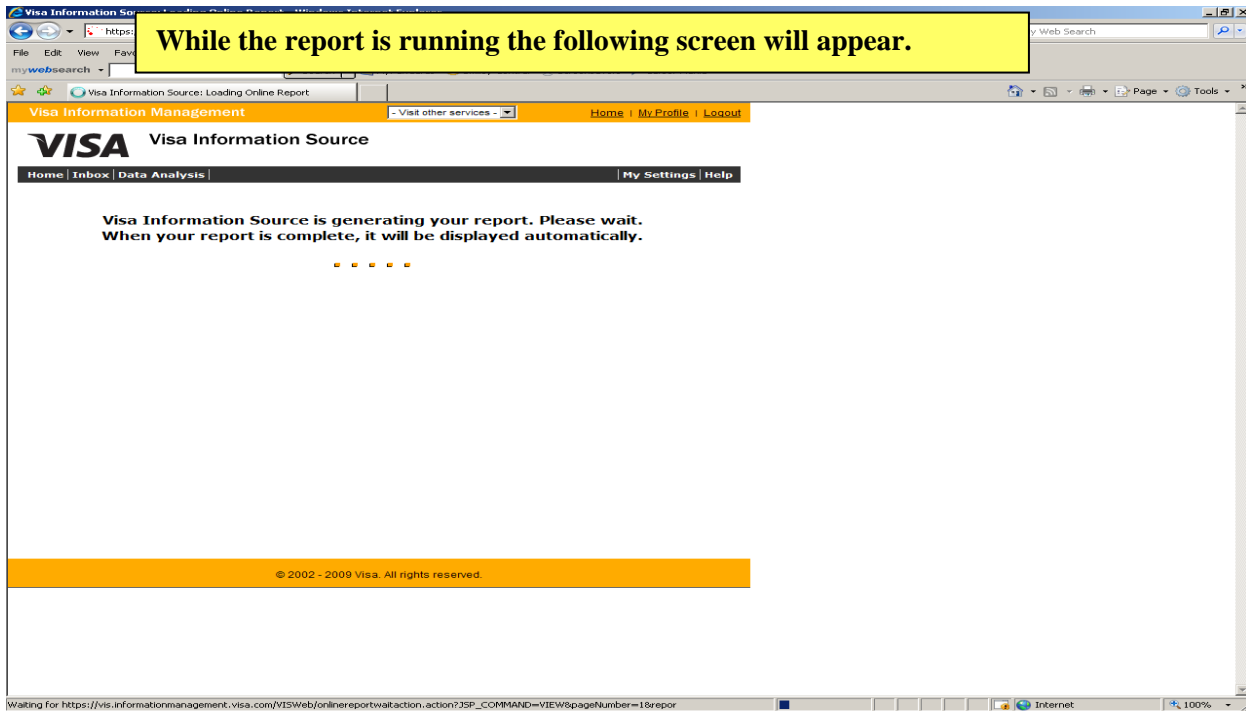 Visa Information
While the report is running the following screen will appear.
https:
y Web Search
File Edit View Favo
mywebsearch
Visa Information Source: Loading Online Report
Page Tools
Visa Information Management - Visit other services - Home | My Profile | Logout
VISA Visa Information Source
Home | Inbox | Data Analysis | | My Settings | Help
Visa Information Source is generating your report. Please wait.
When your report is complete, it will be displayed automatically.
© 2002 - 2009 Visa. All rights reserved.
Waiting for https://vis.informationmanagement.visa.com/VISWeb/onlinereportwaitaction.action?JSP_COMMAND=VIEW&pageNumber=1&repor Internet 100%